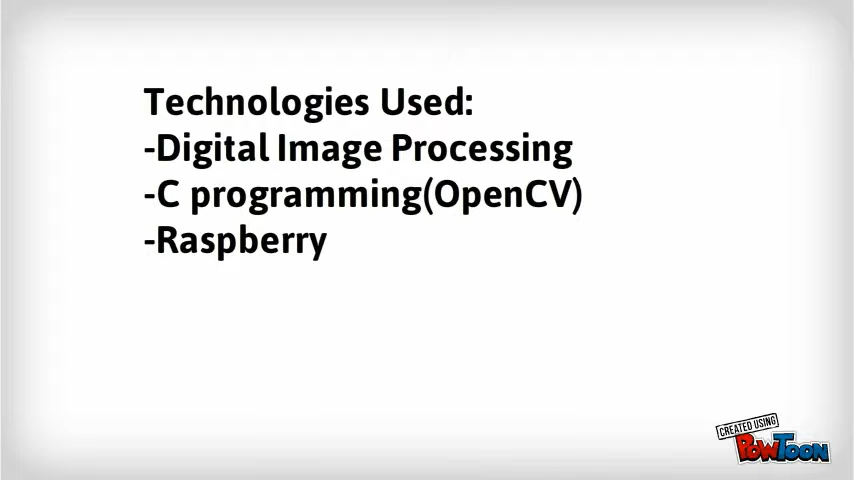 Technologies Used:
-Digital Image Processing
-C programming(OpenCV)
-Raspberry
CREATED USING
POWTOON